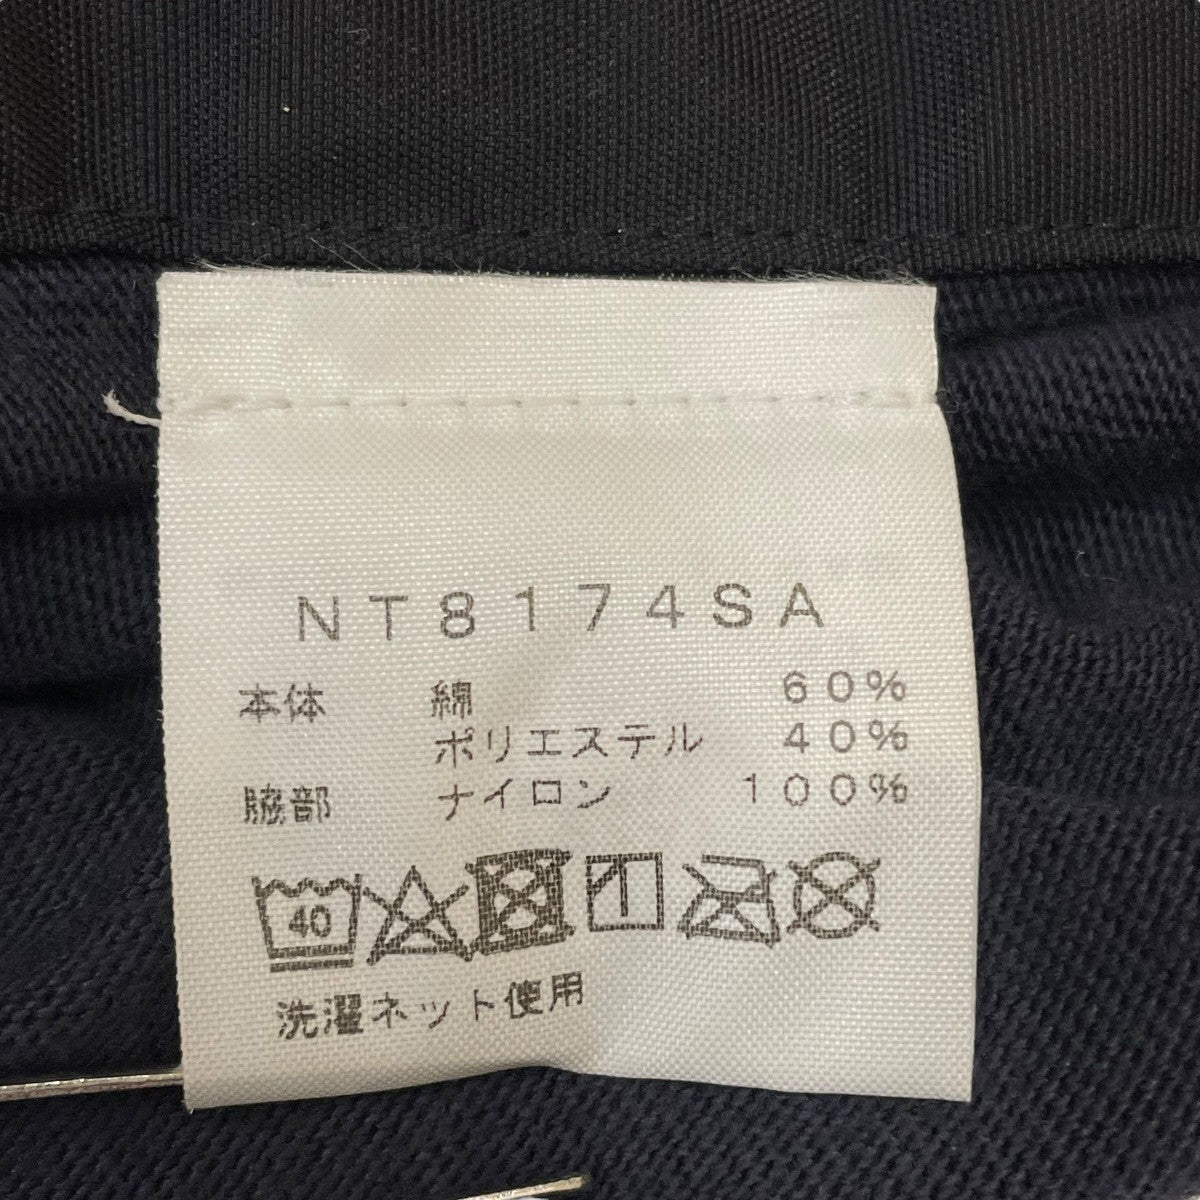 NT8174SA
本体 綿 60%
ポリエステル 40%
脇部 ナイロン 100%
40
洗濯ネット使用